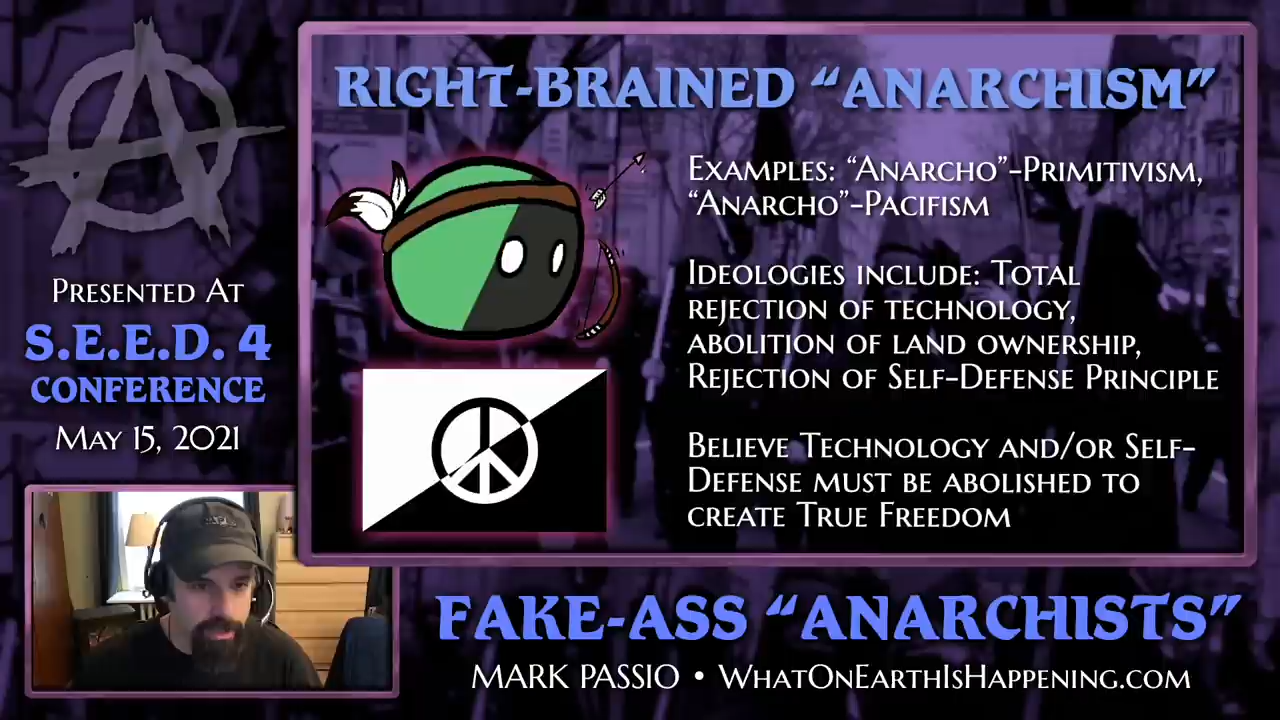 Presented At
S.E.E.D. 4
Conference
May 15, 2021
Right-Brained “Anarchism”
Examples: “Anarcho”-Primitivism,
“Anarcho”-Pacifism
Ideologies include: Total
rejection of technology,
abolition of land ownership,
Rejection of Self-Defense Principle
Believe Technology and/or Self-
Defense must be abolished to
create True Freedom
Fake-Ass “Anarchists”
Mark Passio • WhatOnEarthIsHappening.com